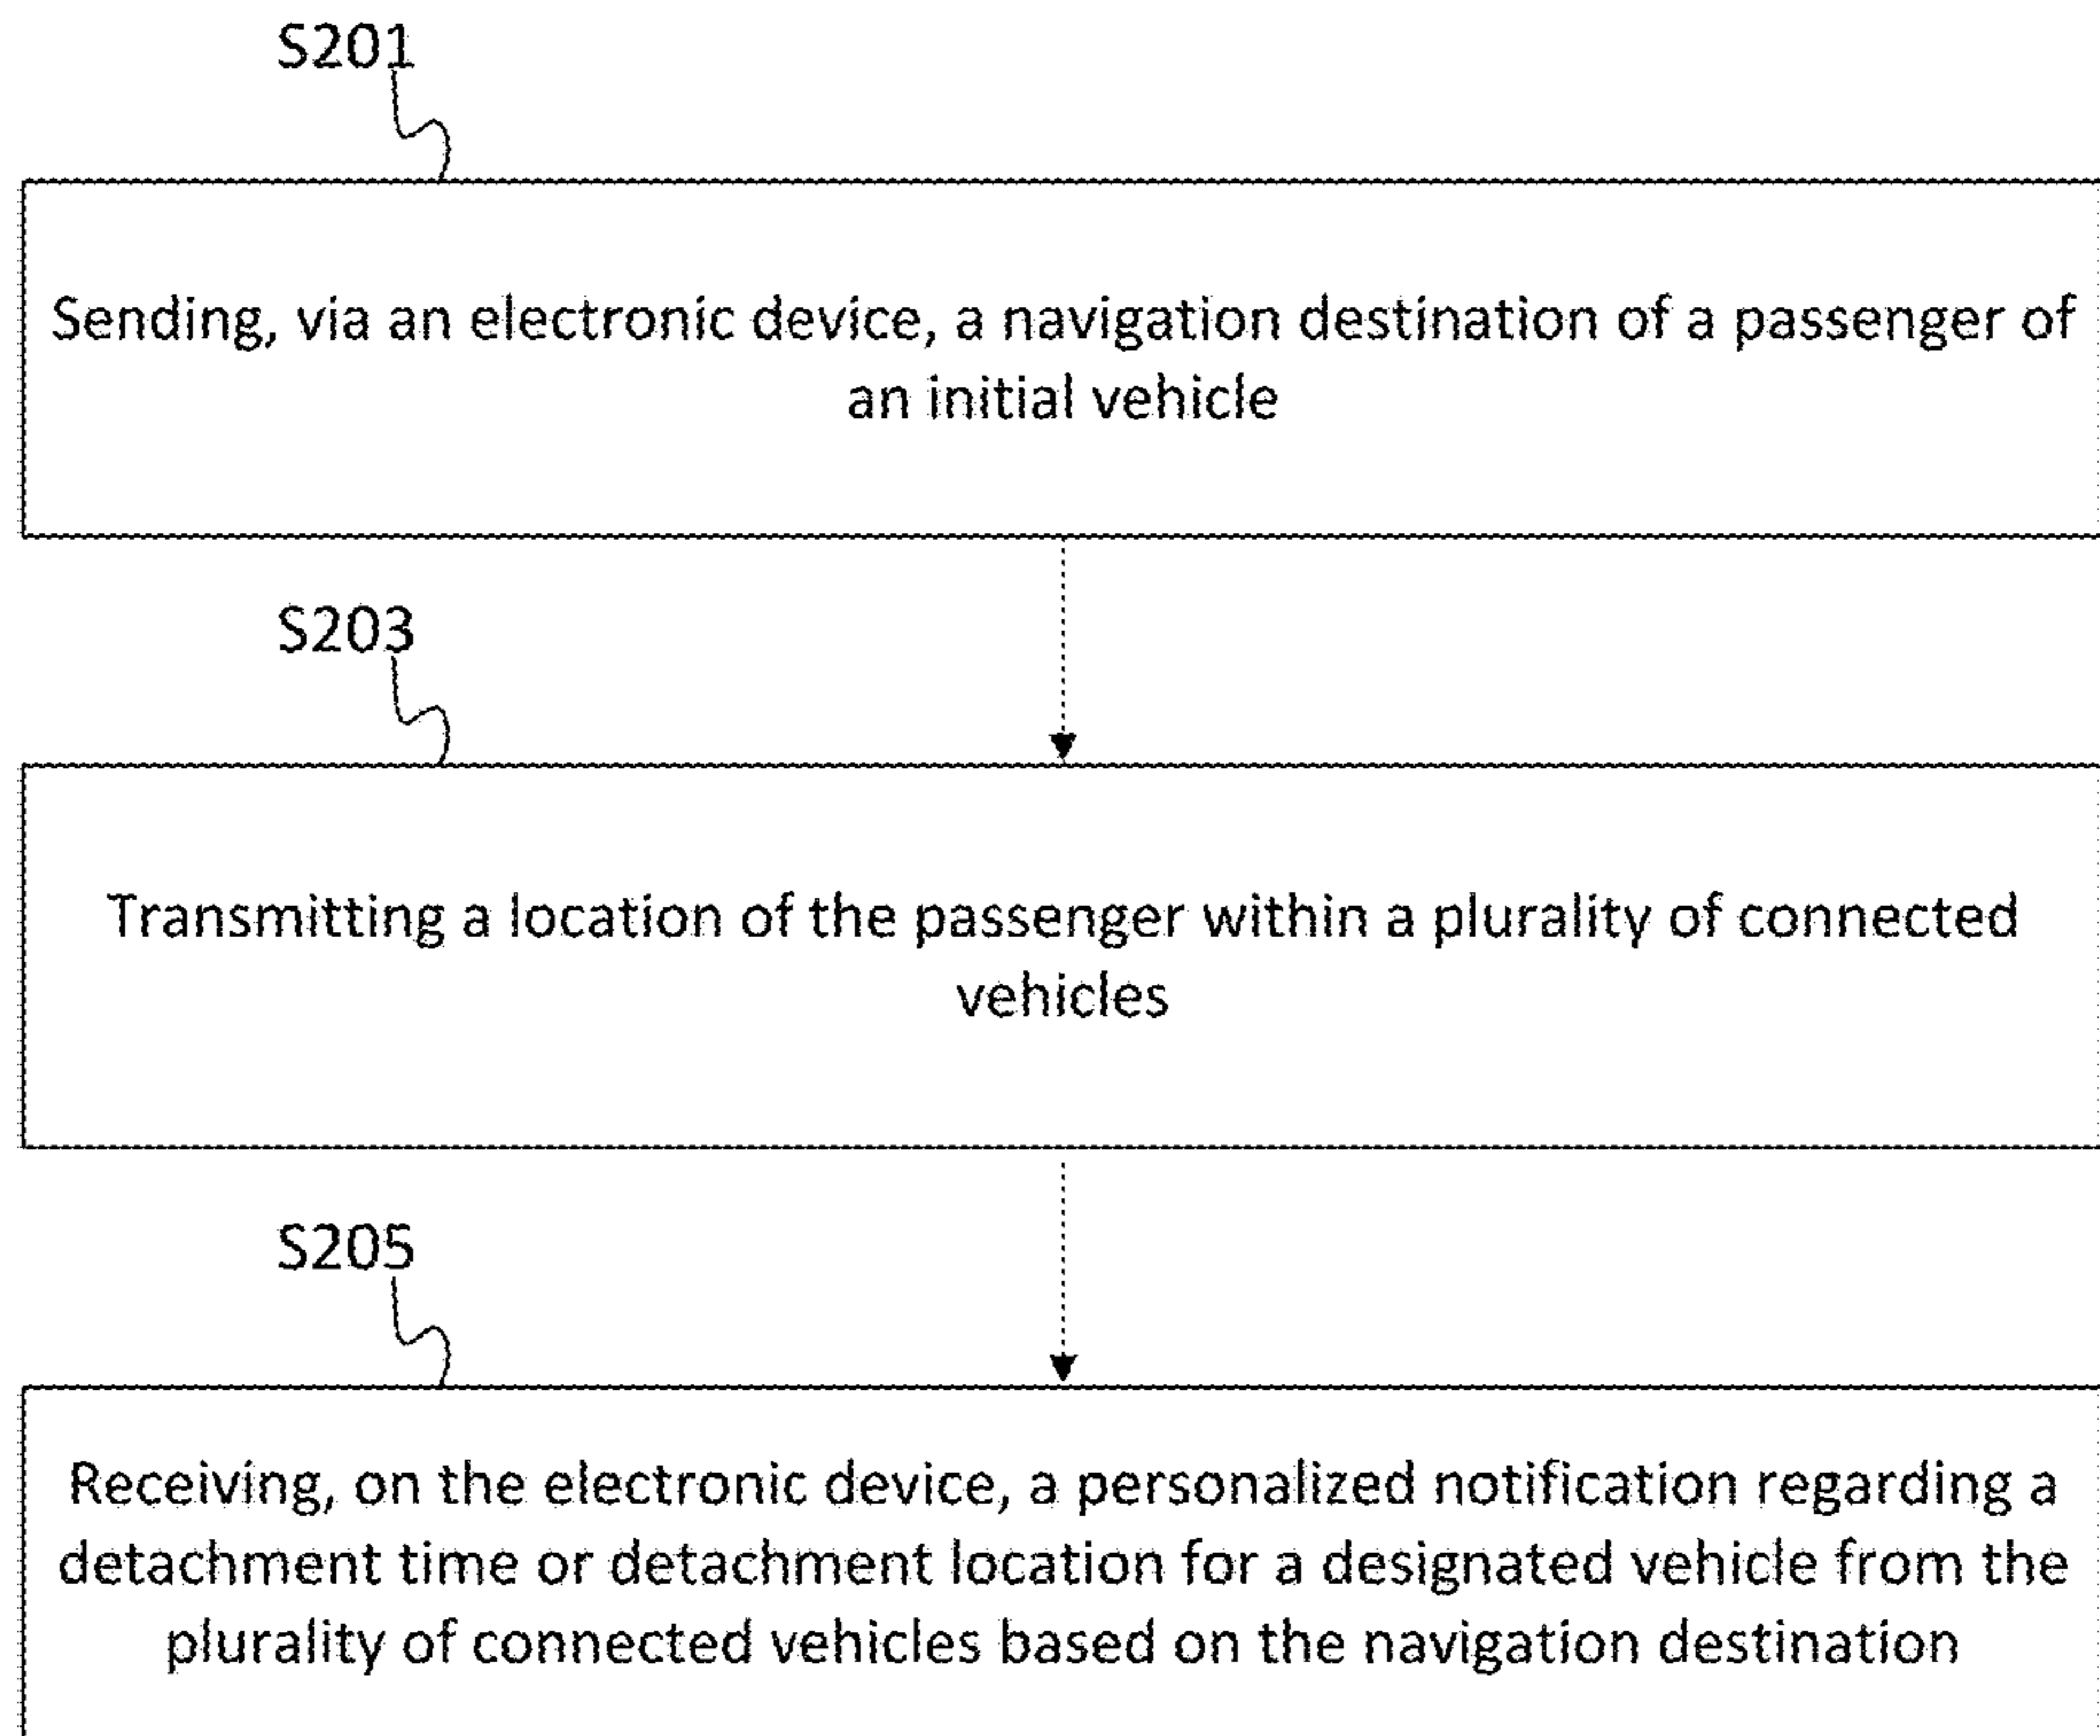 S201
Sending, via an electronic device, a navigation destination of a passenger of
an initial vehicle
S203
Transmitting a location of the passenger within a plurality of connected
vehicles
S205
Receiving, on the electronic device, a personalized notification regarding a
detachment time or detachment location for a designated vehicle from the
plurality of connected vehicles based on the navigation destination